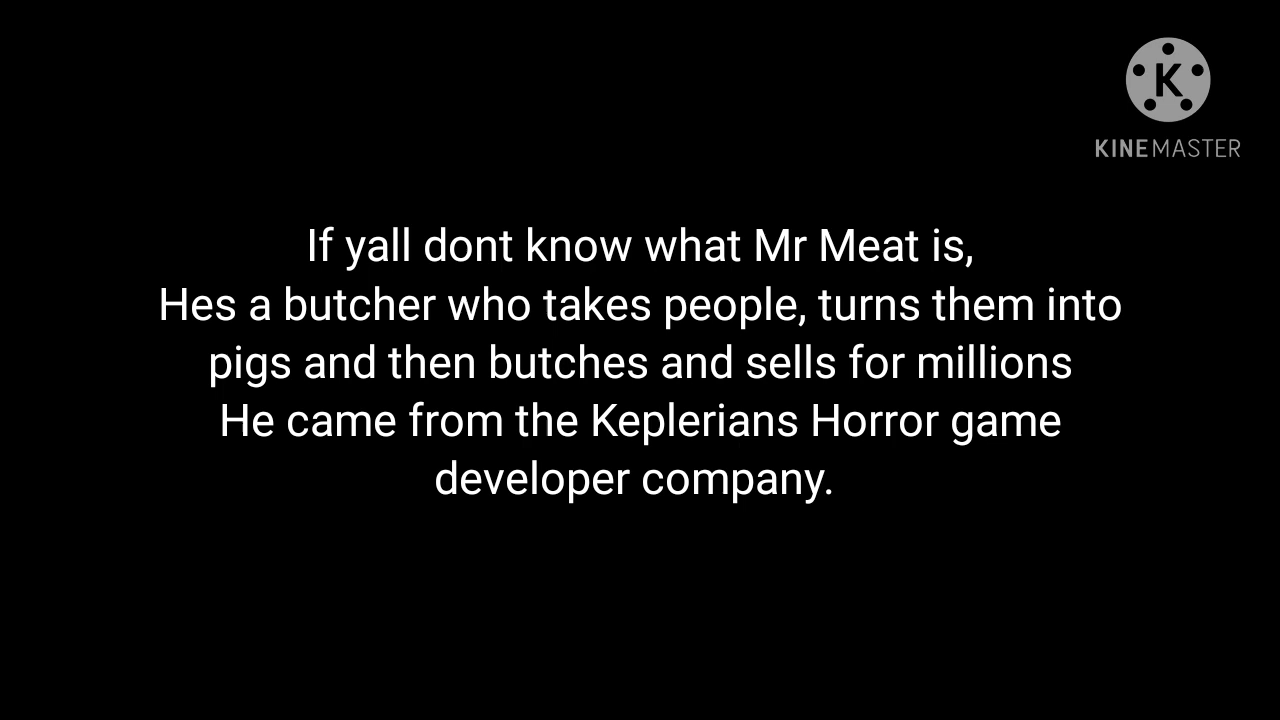 K
KINEMASTER
If yall dont know what Mr Meat is,
Hes a butcher who takes people, turns them into
pigs and then butches and sells for millions
He came from the Keplerians Horror game
developer company.